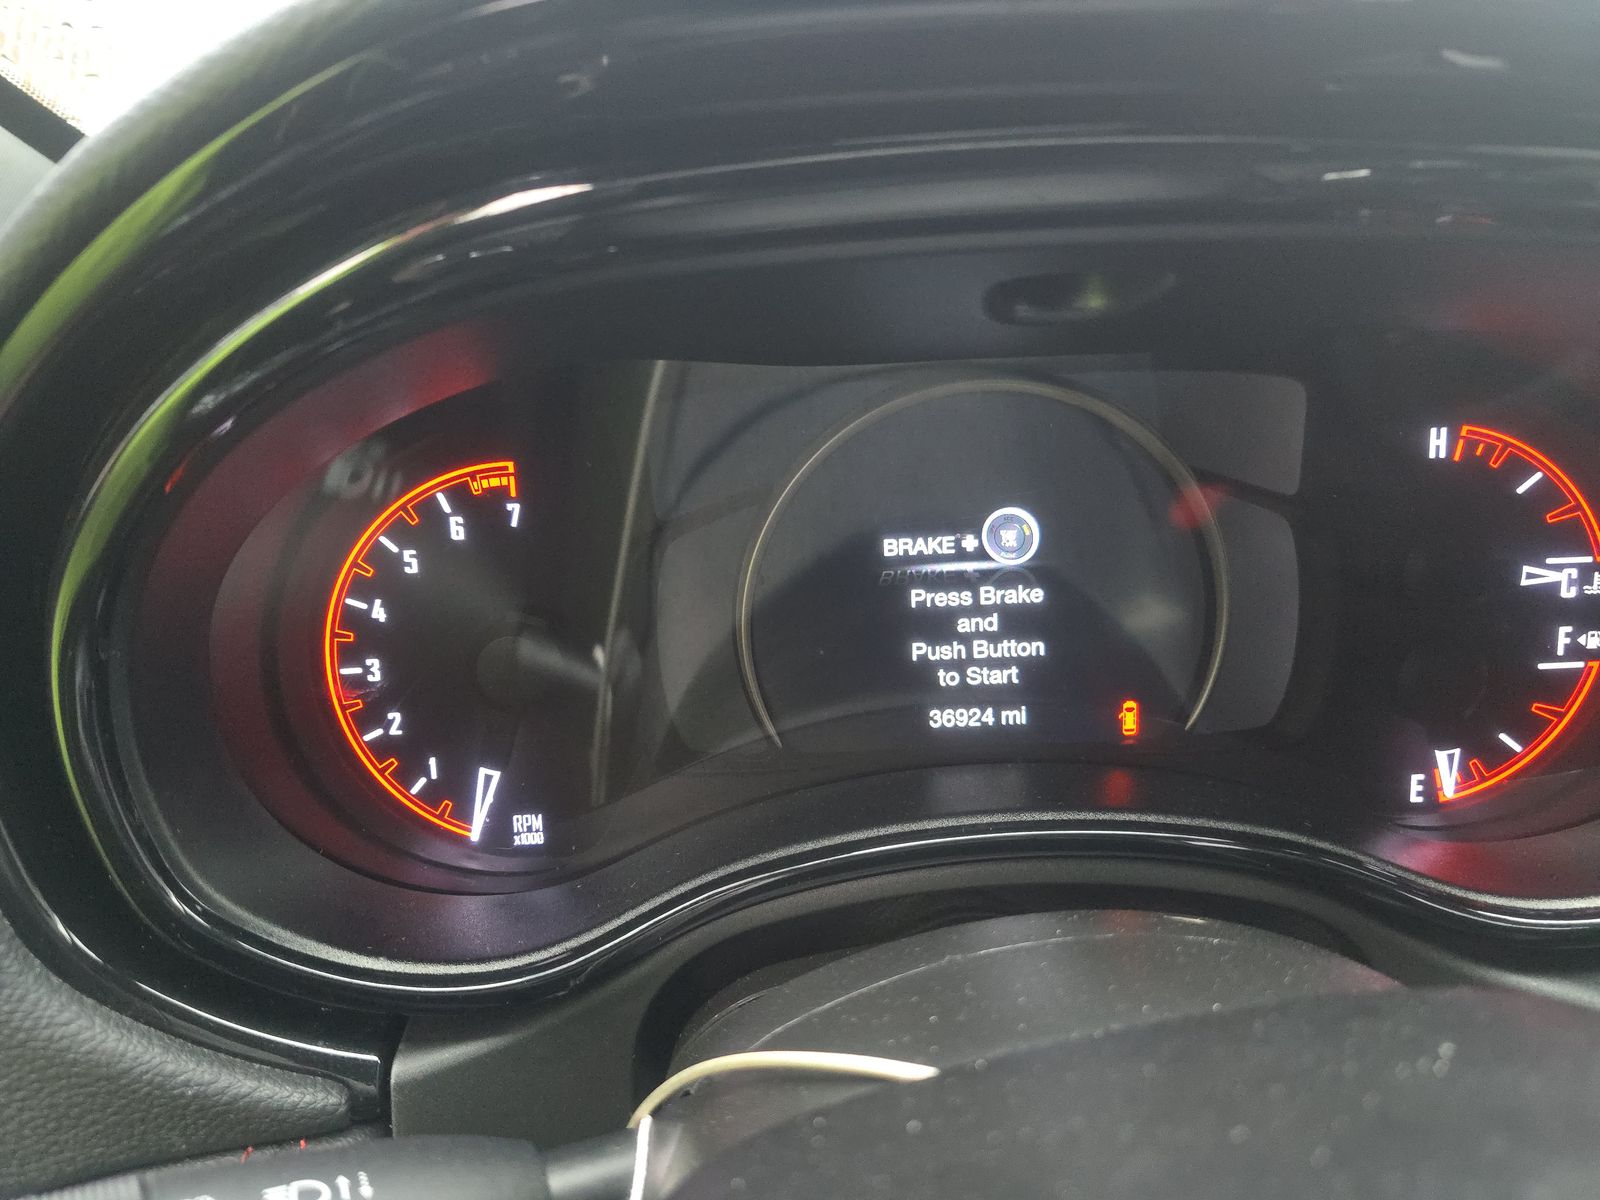 7
6
5
4
3
2
1
RPM
x1000
BRAKE +
Press Brake
and
Push Button
to Start
36924 mi
H
C
F
E